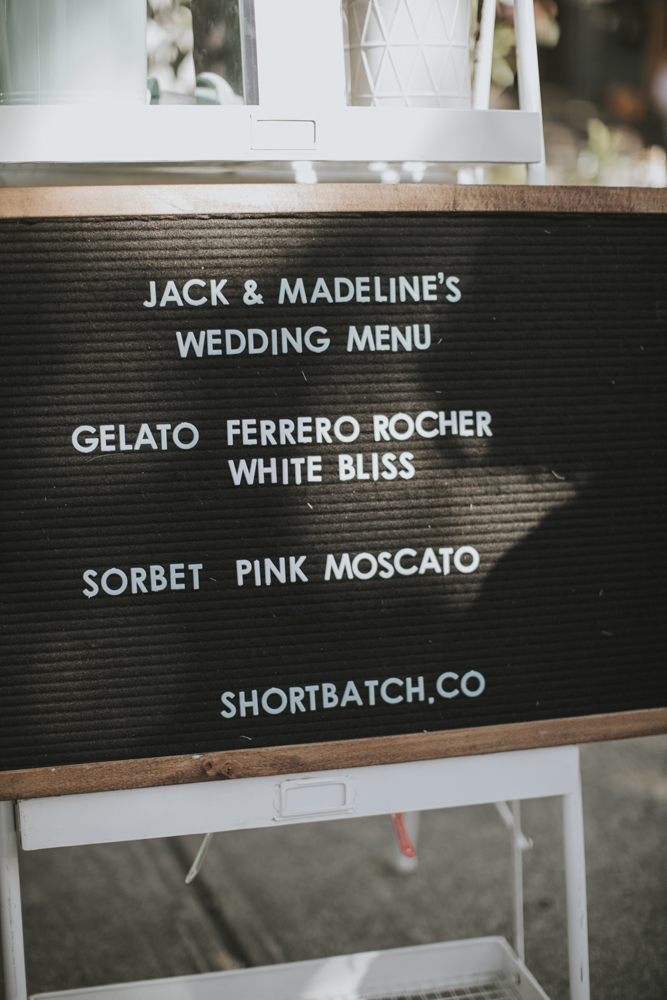 JACK & MADELINE'S
WEDDING MENU
GELATO FERRERO ROCHER
WHITE BLISS
SORBET PINK MOSCATO
SHORTBATCH.CO